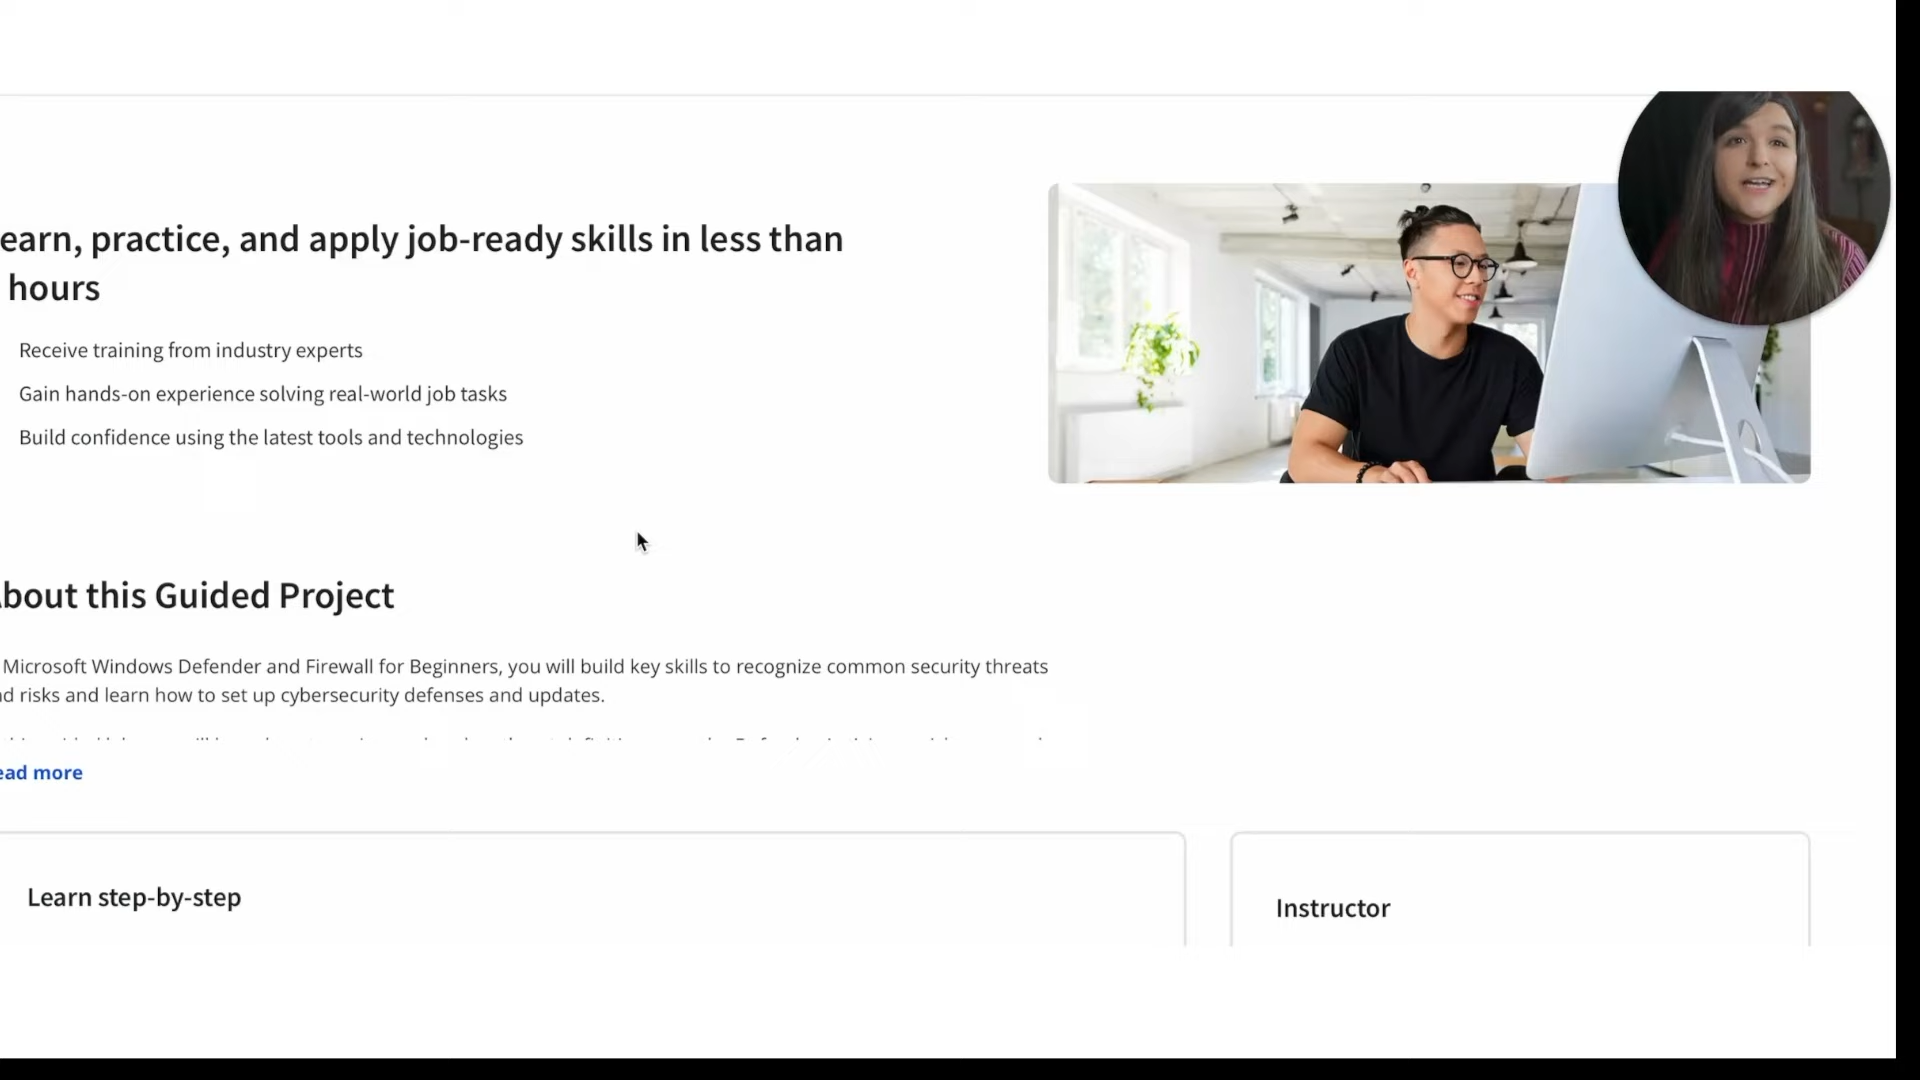 earn, practice, and apply job-ready skills in less than
hours
Receive training from industry experts
Gain hands-on experience solving real-world job tasks
Build confidence using the latest tools and technologies
bout this Guided Project
Microsoft Windows Defender and Firewall for Beginners, you will build key skills to recognize common security threats
d risks and learn how to set up cybersecurity defenses and updates.
ead more
Learn step-by-step
Instructor